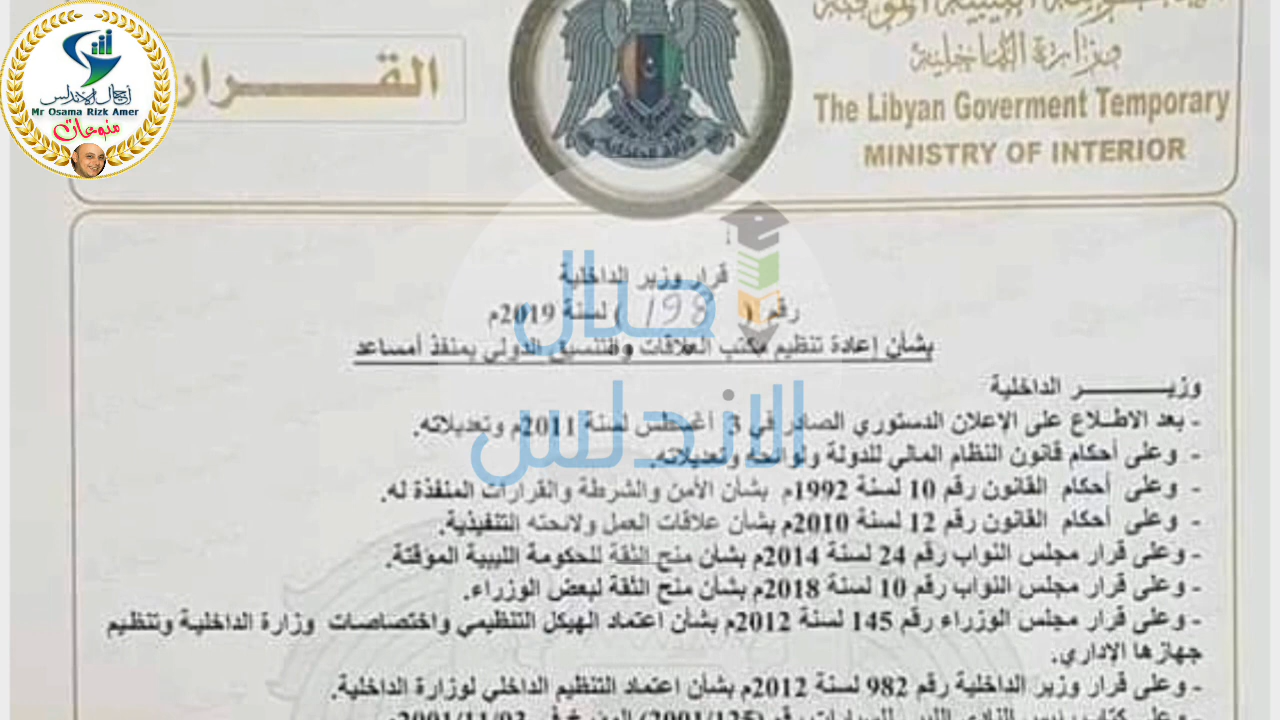 أجيال الاندلس
Mr Osama Rizk Amer
منوعات
القـــرار
وزارة الداخلية
The Libyan Goverment Temporary
MINISTRY OF INTERIOR
قرار وزير الداخلية
رقم ( 198 ) لسنة 2019م
بشأن إعادة تنظيم مكتب العلاقات والتنسيق الدولي بمنفذ أمساعد
الاندلس
وزيـــــــر الداخلية
- بعد الاطلاع على الإعلان الدستوري الصادر في 3 أغسطس لسنة 2011م وتعديلاته.
- وعلى أحكام قانون النظام المالي للدولة ولوائحه وتعديلاته.
- وعلى أحكام القانون رقم 10 لسنة 1992م بشأن الأمن والشرطة والقرارات المنفذة له.
- وعلى أحكام القانون رقم 12 لسنة 2010م بشأن علاقات العمل ولائحته التنفيذية.
- وعلى قرار مجلس النواب رقم 24 لسنة 2014م بشأن منح الثقة للحكومة الليبية المؤقتة.
- وعلى قرار مجلس النواب رقم 10 لسنة 2018م بشأن منح الثقة لبعض الوزراء.
- وعلى قرار مجلس الوزراء رقم 145 لسنة 2012م بشأن اعتماد الهيكل التنظيمي واختصاصات وزارة الداخلية وتنظيم
جهازها الإداري.
- وعلى قرار وزير الداخلية رقم 982 لسنة 2012م بشأن اعتماد التنظيم الداخلي لوزارة الداخلية.